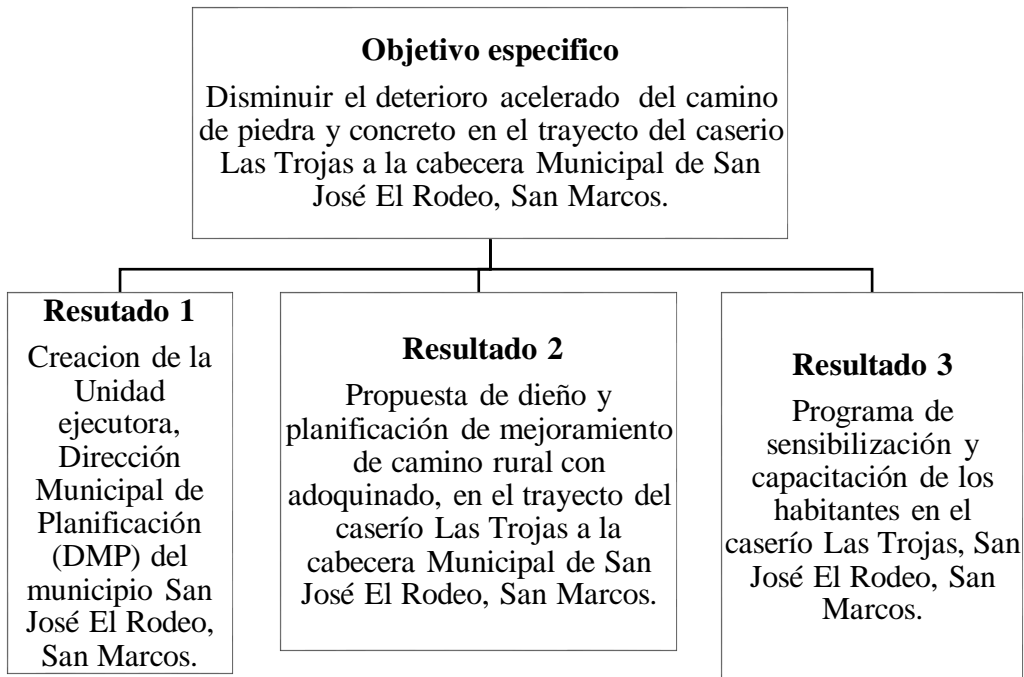 Objetivo especifico
Disminuir el deterioro acelerado del camino
de piedra y concreto en el trayecto del caserio
Las Trojas a la cabecera Municipal de San
José El Rodeo, San Marcos.
Resutado 1
Creacion de la
Unidad
ejecutora,
Dirección
Municipal de
Planificación
(DMP) del
municipio San
José El Rodeo,
San Marcos.
Resultado 2
Propuesta de dieño y
planificación de mejoramiento
de camino rural con
adoquinado, en el trayecto del
caserío Las Trojas a la
cabecera Municipal de San
José El Rodeo, San Marcos.
Resultado 3
Programa de
sensibilización y
capacitación de los
habitantes en el
caserío Las Trojas, San
José El Rodeo, San
Marcos.